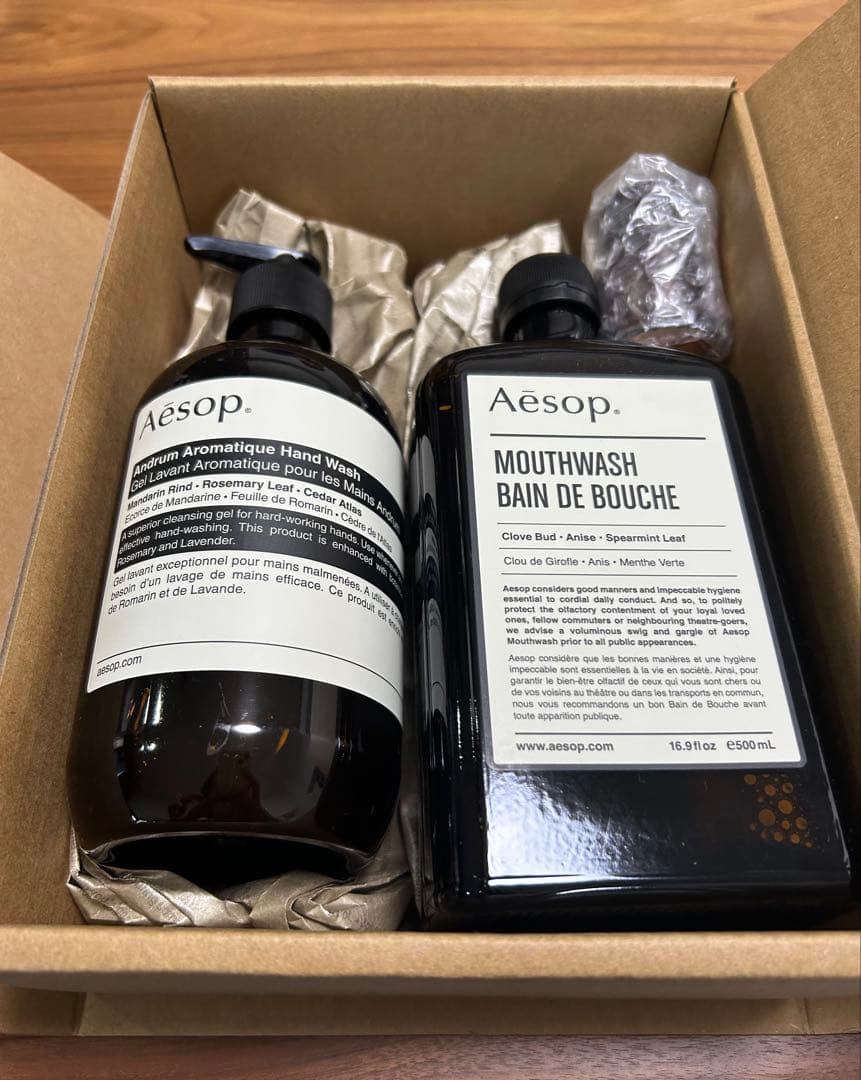 Aēsop®
Andrum Aromatique Hand Wash
Gel Lavant Aromatique pour les Mains Andrum
Mandarin Rind • Rosemary Leaf • Cedar Atlas
Ecorce de Mandarine • Feuille de Romarin • Cèdre de l'Atlas
A superior cleansing gel for hard-working hands. Use whenever
effective hand-washing. This product is enhanced with
Rosemary and Lavender.
Gel lavant exceptionnel pour mains malmenées. A utiliser à
besoin d'un lavage de mains efficace. Ce produit est
de Romarin et de Lavande.
aesop.com
Aēsop®
MOUTHWASH
BAIN DE BOUCHE
Clove Bud • Anise • Spearmint Leaf
Clou de Girofle • Anis • Menthe Verte
Aesop considers good manners and impeccable hygiene
essential to cordial daily conduct. And so, to politely
protect the olfactory contentment of your loyal loved
ones, fellow commuters or neighbouring theatre-goers,
we advise a voluminous swig and gargle of Aesop
Mouthwash prior to all public appearances.
Aesop considère que les bonnes manières et une hygiène
impeccable sont essentielles à la vie en société. Ainsi, pour
garantir le bien-être olfactif de ceux qui vous sont chers ou
de vos voisins au théâtre ou dans les transports en commun,
nous vous recommandons un bon Bain de Bouche avant
toute apparition publique.
www.aesop.com 16.9 fl oz ℮500 mL